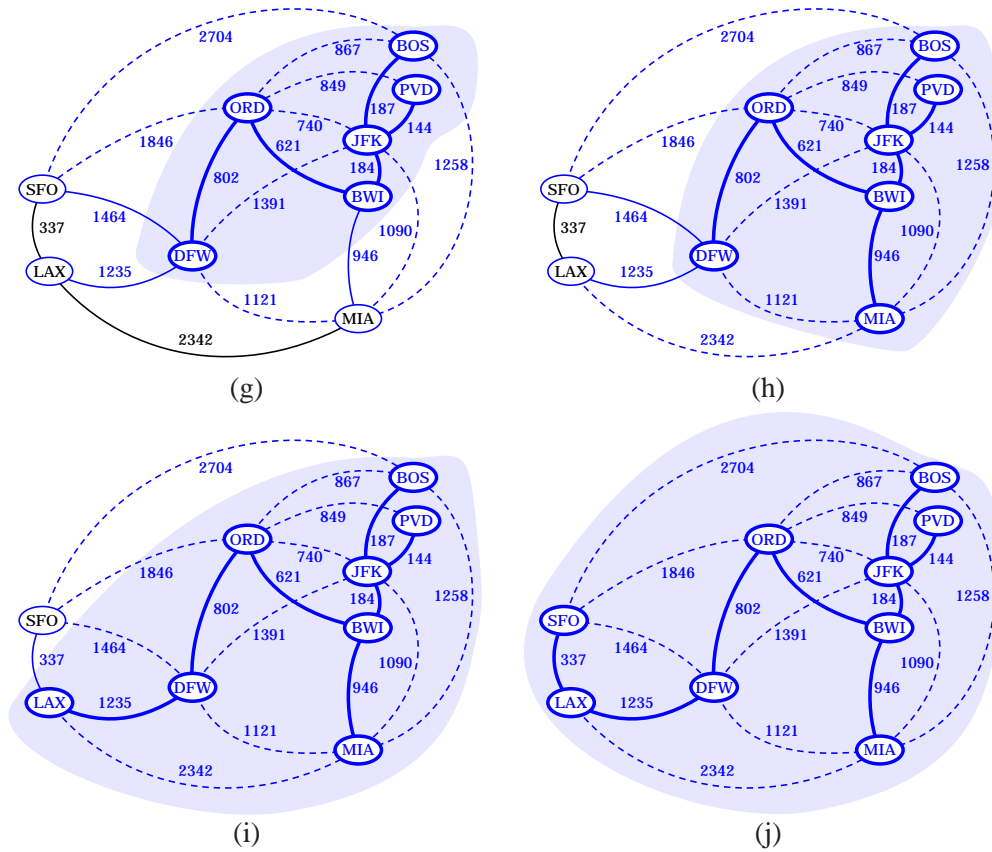 2704
867
BOS
849
PVD
ORD
187
144
740
1846
JFK
621
184
1258
SFO
802
BWI
1464
1391
337
1090
DFW
946
LAX
1235
1121
MIA
2342
(g)
2704
867
BOS
849
PVD
ORD
187
144
740
1846
JFK
621
184
1258
SFO
802
BWI
1464
1391
337
1090
DFW
946
LAX
1235
1121
MIA
2342
(h)
2704
867
BOS
849
PVD
ORD
187
144
740
1846
JFK
621
184
1258
SFO
802
BWI
1464
1391
337
1090
DFW
946
LAX
1235
1121
MIA
2342
(i)
2704
867
BOS
849
PVD
ORD
187
144
740
1846
JFK
621
184
1258
SFO
802
BWI
1464
1391
337
1090
DFW
946
LAX
1235
1121
MIA
2342
(j)